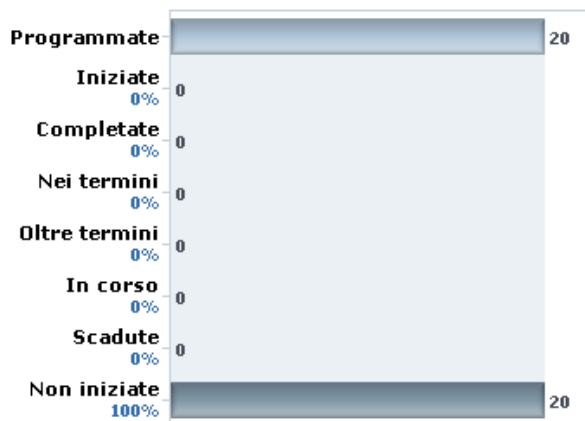 Programmate 20
Iniziate 0
0%
Completate 0
0%
Nei termini 0
0%
Oltre termini 0
0%
In corso 0
0%
Scadute 0
0%
Non iniziate 20
100%